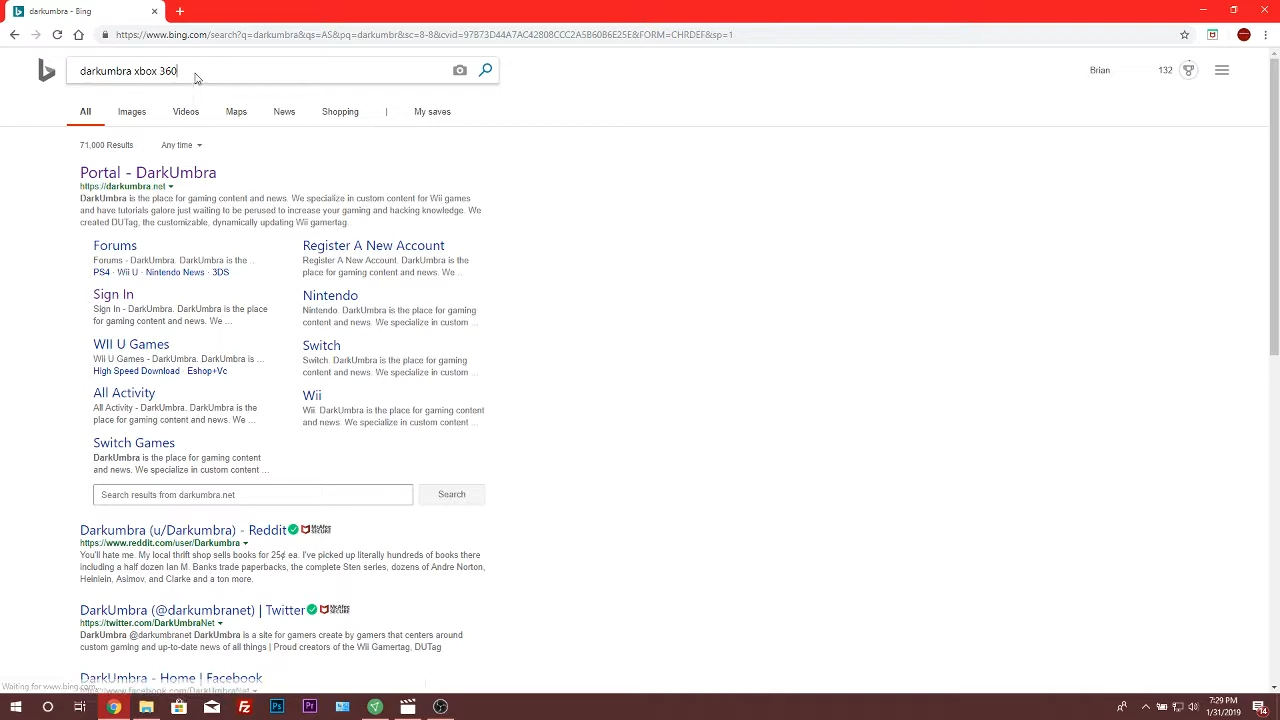 darkumbra - Bing
https://www.bing.com/search?q=darkumbra&qs=AS&pq=darkumbr&sc=8-8&cvid=97B73D44A7AC42808CCC2A5B60B6E25E&FORM=CHRDEF&sp=1
darkumbra xbox 360
Brian 132
All Images Videos Maps News Shopping | My saves
71,000 Results Any time
Portal - DarkUmbra
https://darkumbra.net
DarkUmbra is the place for gaming content and news. We specialize in custom content for Wii games
and have tutorials galore just waiting to be perused to increase your gaming and hacking knowledge. We
created DUTag, the customizable, dynamically updating Wii gamertag.
Forums
Forums - DarkUmbra. DarkUmbra is the ...
PS4 · Wii U · Nintendo News · 3DS
Register A New Account
Register A New Account. DarkUmbra is the
place for gaming content and news. We ...
Sign In
Sign In - DarkUmbra. DarkUmbra is the place
for gaming content and news. We ...
Nintendo
Nintendo. DarkUmbra is the place for gaming
content and news. We specialize in custom ...
WII U Games
WII U Games - DarkUmbra. DarkUmbra is ...
High Speed Download · Eshop+Vc
Switch
Switch. DarkUmbra is the place for gaming
content and news. We specialize in custom ...
All Activity
All Activity - DarkUmbra. DarkUmbra is the
place for gaming content and news. We ...
Wii
Wii. DarkUmbra is the place for gaming content
and news. We specialize in custom ...
Switch Games
DarkUmbra is the place for gaming content
and news. We specialize in custom ...
Search results from darkumbra.net Search
Darkumbra (u/Darkumbra) - Reddit McAfee SECURE
https://www.reddit.com/user/Darkumbra
You'll hate me. My local thrift shop sells books for 25¢ ea. I've picked up literally hundreds of books there
including a half dozen Ian M. Banks trade paperbacks, the complete Sten series, dozens of Andre Norton,
Heinlein, Asimov, and Clarke and a ton more.
DarkUmbra (@darkumbranet) | Twitter McAfee SECURE
https://twitter.com/DarkUmbraNet
DarkUmbra @darkumbranet DarkUmbra is a site for gamers create by gamers that centers around
custom gaming and up-to-date news of all things | Proud creators of the Wii Gamertag, DUTag
DarkUmbra - Home | Facebook
https://www.facebook.com/DarkUmbraNet
Waiting for www.bing.com...
7:29 PM
1/31/2019
14